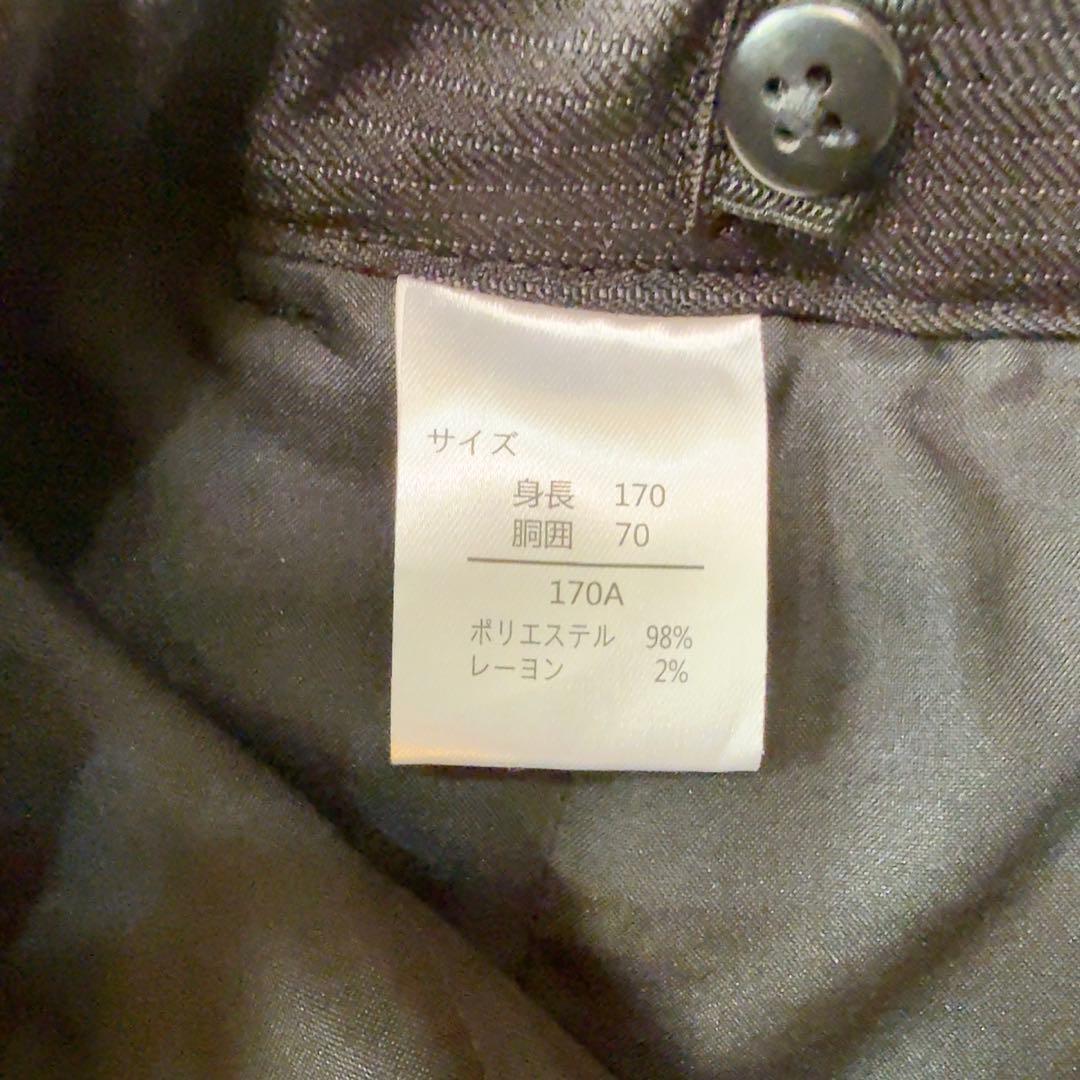 サイズ
身長 170
胴囲 70
170A
ポリエステル 98%
レーヨン 2%